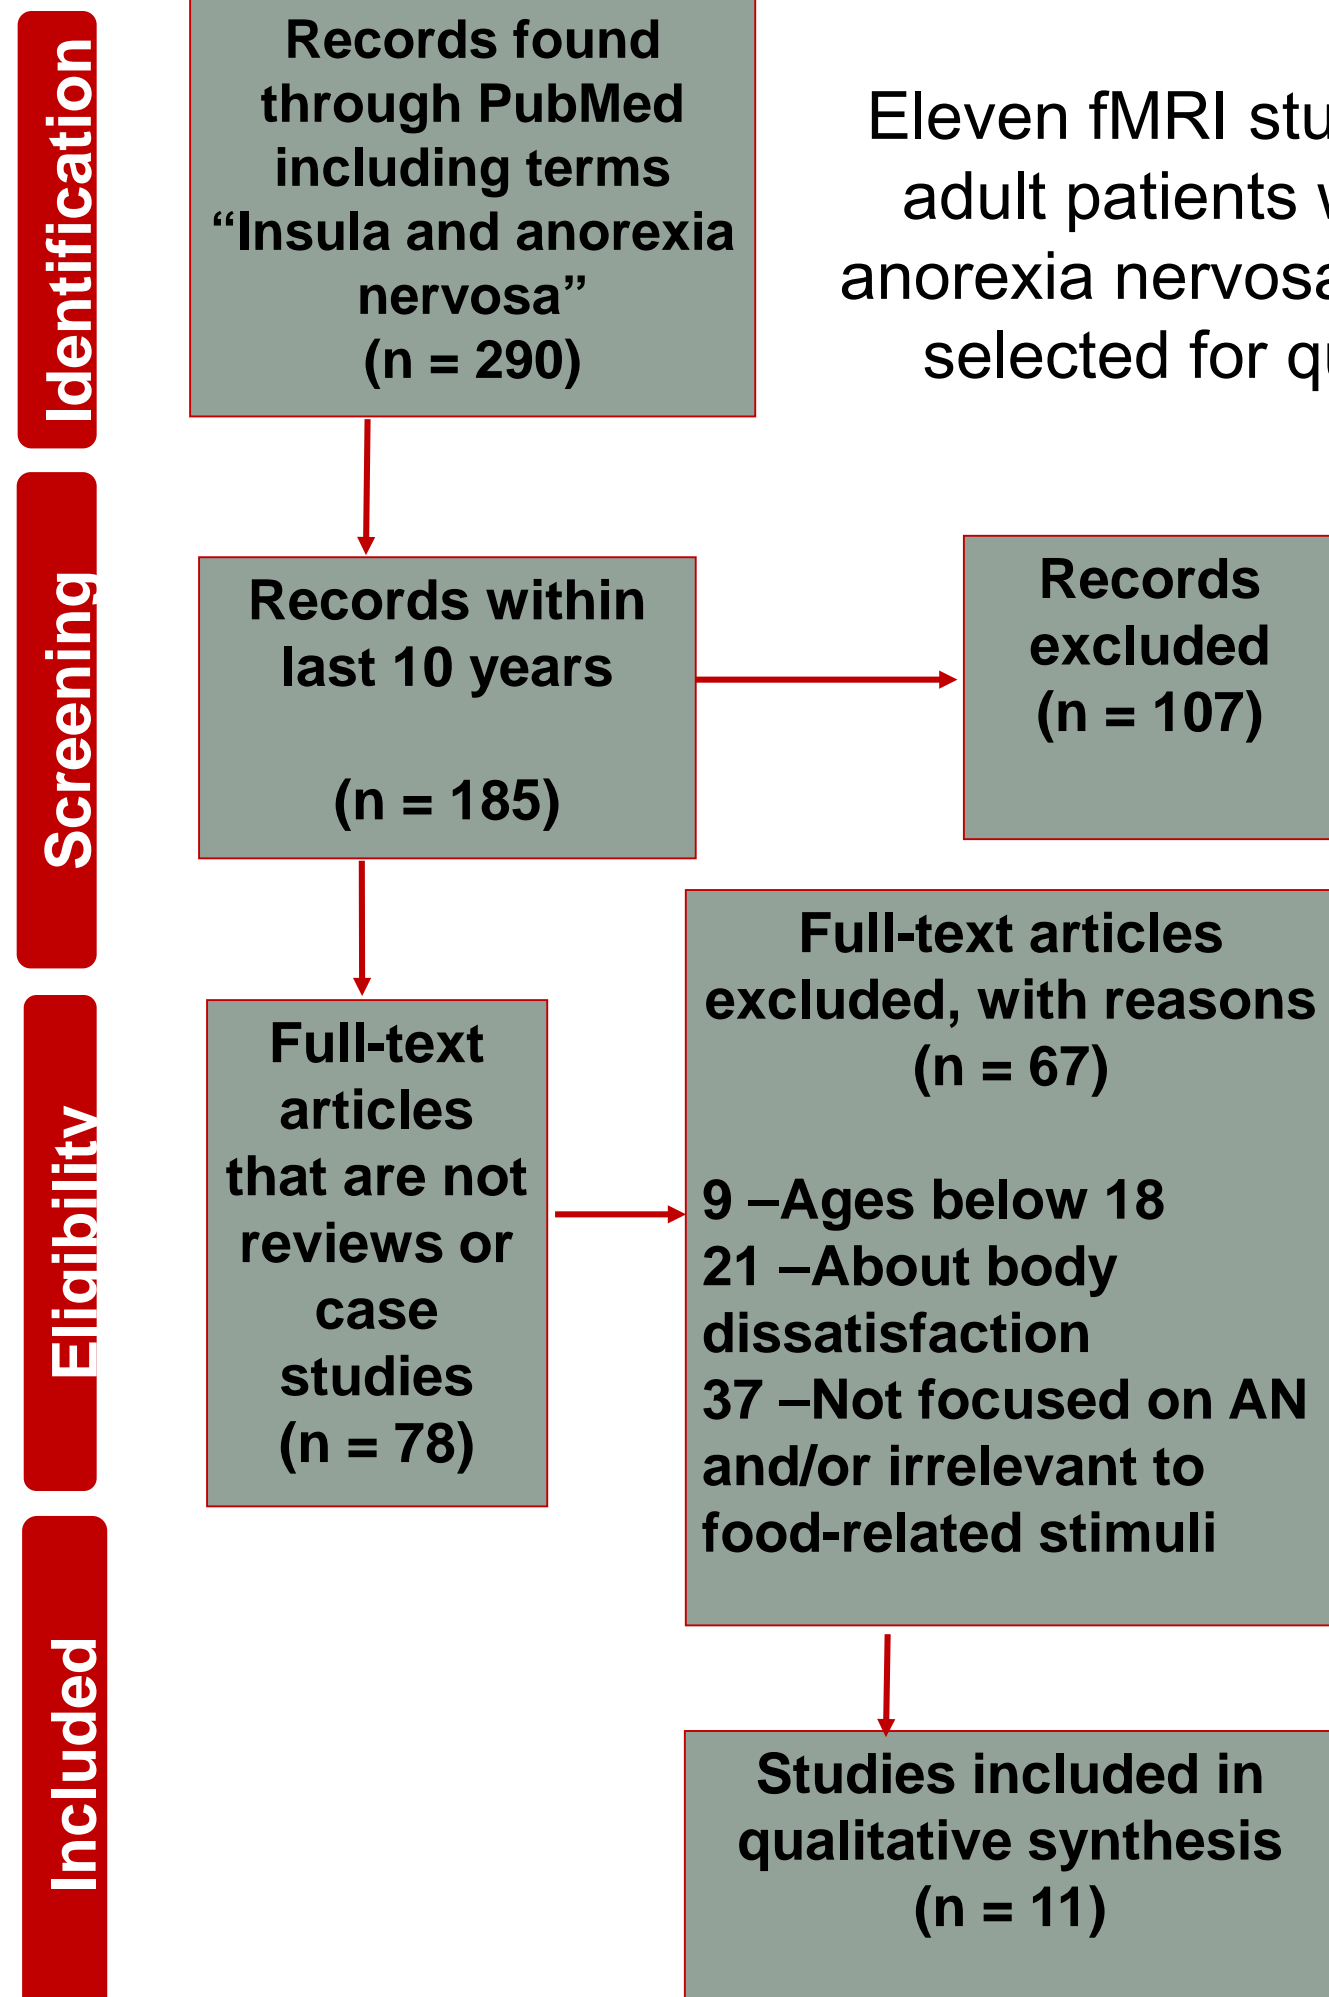 Identification
Records found
through PubMed
including terms
“Insula and anorexia
nervosa”
(n = 290)
Eleven fMRI
adult patients
anorexia
selected for
Screening
Records within
last 10 years
(n = 185)
Records
excluded
(n = 107)
Eligibility
Full-text
articles
that are not
reviews or
case
studies
(n = 78)
Full-text articles
excluded, with reasons
(n = 67)
9 –Ages below 18
21 –About body
dissatisfaction
37 –Not focused on AN
and/or irrelevant to
food-related stimuli
Included
Studies included in
qualitative synthesis
(n = 11)